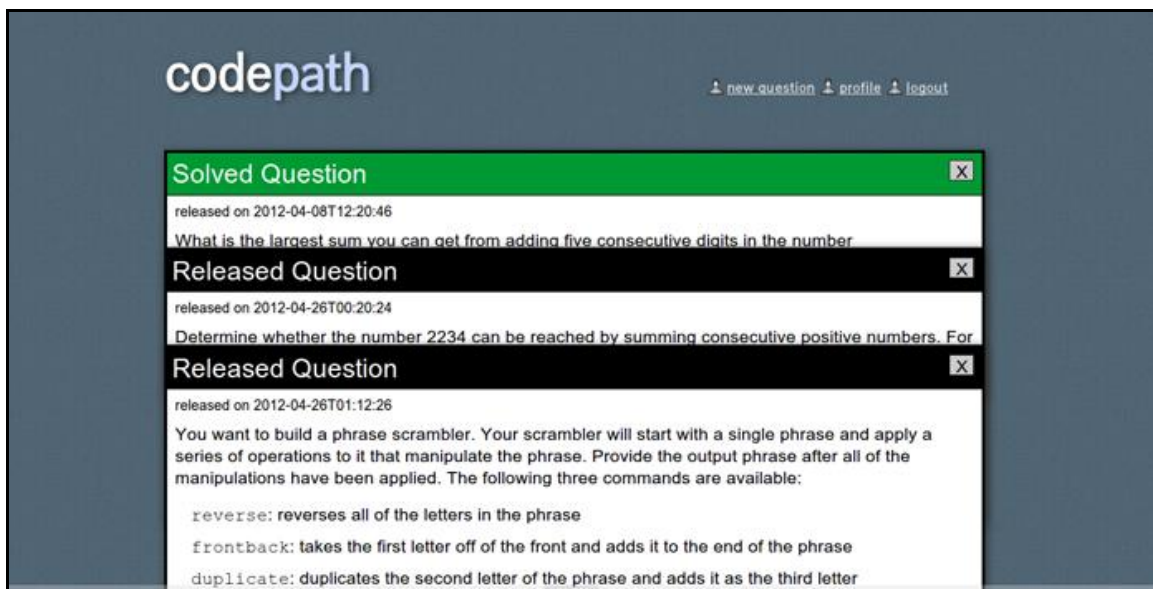 codepath
new question profile logout
Solved Question X
released on 2012-04-08T12:20:46
What is the largest sum you can get from adding five consecutive digits in the number
Released Question X
released on 2012-04-26T00:20:24
Determine whether the number 2234 can be reached by summing consecutive positive numbers. For
Released Question X
released on 2012-04-26T01:12:26
You want to build a phrase scrambler. Your scrambler will start with a single phrase and apply a
series of operations to it that manipulate the phrase. Provide the output phrase after all of the
manipulations have been applied. The following three commands are available:
reverse: reverses all of the letters in the phrase
frontback: takes the first letter off of the front and adds it to the end of the phrase
duplicate: duplicates the second letter of the phrase and adds it as the third letter